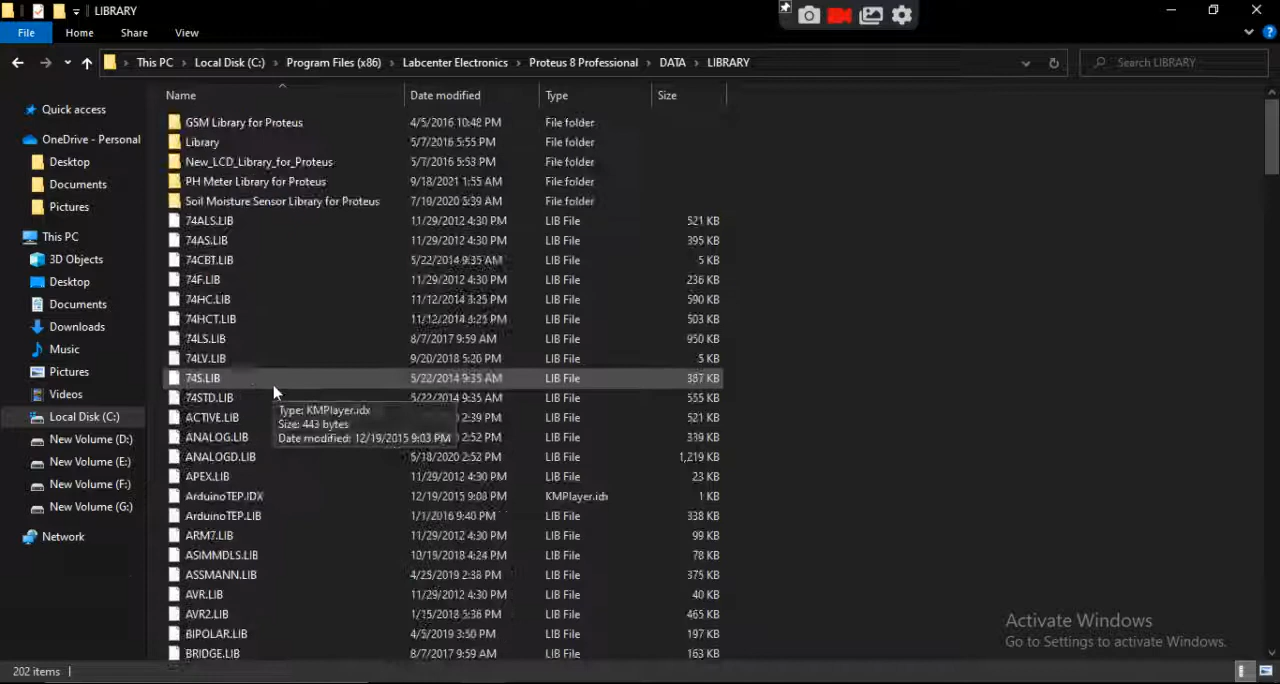 LIBRARY
File Home Share View
This PC Local Disk (C:) Program Files (x86) Labcenter Electronics Proteus 8 Professional DATA LIBRARY Search LIBRARY
Name Date modified Type Size
Quick access
OneDrive - Personal
Desktop
Documents
Pictures
This PC
3D Objects
Desktop
Documents
Downloads
Music
Pictures
Videos
Local Disk (C:)
New Volume (D:)
New Volume (E:)
New Volume (F:)
New Volume (G:)
Network
GSM Library for Proteus 4/5/2016 10:48 PM File folder
Library 5/7/2016 5:55 PM File folder
New_LCD_Library_for_Proteus 5/7/2016 5:53 PM File folder
PH Meter Library for Proteus 9/18/2021 1:55 AM File folder
Soil Moisture Sensor Library for Proteus 7/19/2020 5:39 AM File folder
74ALS.LIB 11/29/2012 4:30 PM LIB File 521 KB
74AS.LIB 11/29/2012 4:30 PM LIB File 395 KB
74CBT.LIB 5/22/2014 9:35 AM LIB File 5 KB
74F.LIB 11/29/2012 4:30 PM LIB File 236 KB
74HC.LIB 11/12/2014 3:25 PM LIB File 590 KB
74HCT.LIB 11/12/2014 4:25 PM LIB File 503 KB
74LS.LIB 8/7/2017 9:59 AM LIB File 950 KB
74LV.LIB 9/20/2018 5:20 PM LIB File 5 KB
74S.LIB 5/22/2014 9:35 AM LIB File 387 KB
74STD.LIB 5/22/2014 9:35 AM LIB File 555 KB
Type: KMPlayer.idx
Size: 443 bytes
Date modified: 12/19/2015 9:03 PM
ACTIVE.LIB 2:39 PM LIB File 521 KB
ANALOG.LIB 2:52 PM LIB File 339 KB
ANALOGD.LIB 5/18/2020 2:52 PM LIB File 1,219 KB
APEX.LIB 11/29/2012 4:30 PM LIB File 23 KB
ArduinoTEP.IDX 12/19/2015 9:03 PM KMPlayer.idx 1 KB
ArduinoTEP.LIB 1/1/2016 9:40 PM LIB File 338 KB
ARM7.LIB 11/29/2012 4:30 PM LIB File 99 KB
ASIMMDLS.LIB 10/19/2018 4:24 PM LIB File 78 KB
ASSMANN.LIB 4/25/2019 2:38 PM LIB File 375 KB
AVR.LIB 11/29/2012 4:30 PM LIB File 40 KB
AVR2.LIB 1/15/2018 5:36 PM LIB File 465 KB
BIPOLAR.LIB 4/5/2019 3:50 PM LIB File 197 KB
BRIDGE.LIB 8/7/2017 9:59 AM LIB File 163 KB
Activate Windows
Go to Settings to activate Windows.
202 items